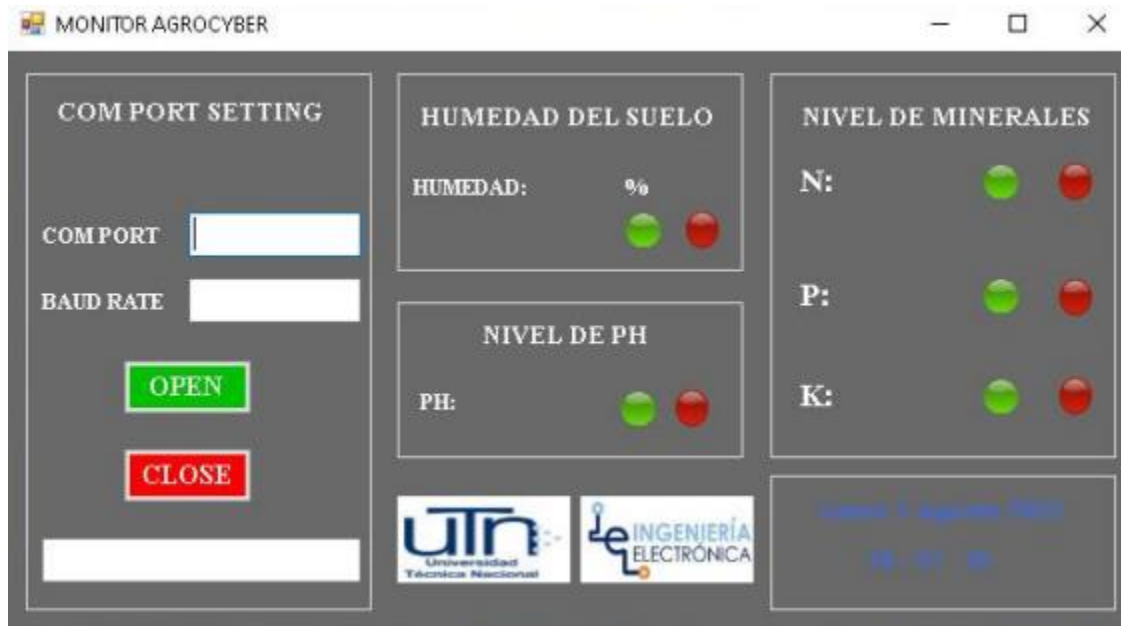 MONITOR AGROCYBER
COM PORT SETTING
COM PORT
BAUD RATE
OPEN
CLOSE
HUMEDAD DEL SUELO
HUMEDAD: %
NIVEL DE PH
PH:
NIVEL DE MINERALES
N:
P:
K:
UTN
Universidad
Técnica Nacional
INGENIERÍA
ELECTRÓNICA